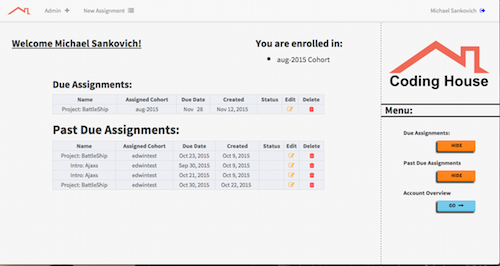 Admin
New Assignment
Michael Sankovich
Welcome Michael Sankovich!
You are enrolled in:
aug-2015 Cohort
Due Assignments:
Name Assigned Cohort Due Date Created Status Edit Delete
Project: BattleShip aug-2015 Nov 28 Nov 12, 2015
Past Due Assignments:
Name Assigned Cohort Due Date Created Status Edit Delete
Project: BattleShip edwintest Oct 23, 2015 Oct 9, 2015
Intro: Ajaxs edwintest Sep 30, 2015 Oct 9, 2015
Intro: Ajaxs edwintest Oct 21, 2015 Oct 9, 2015
Project: BattleShip edwintest Oct 30, 2015 Oct 22, 2015
Coding House
Menu:
Due Assignments:
HIDE
Past Due Assignments
HIDE
Account Overview
GO